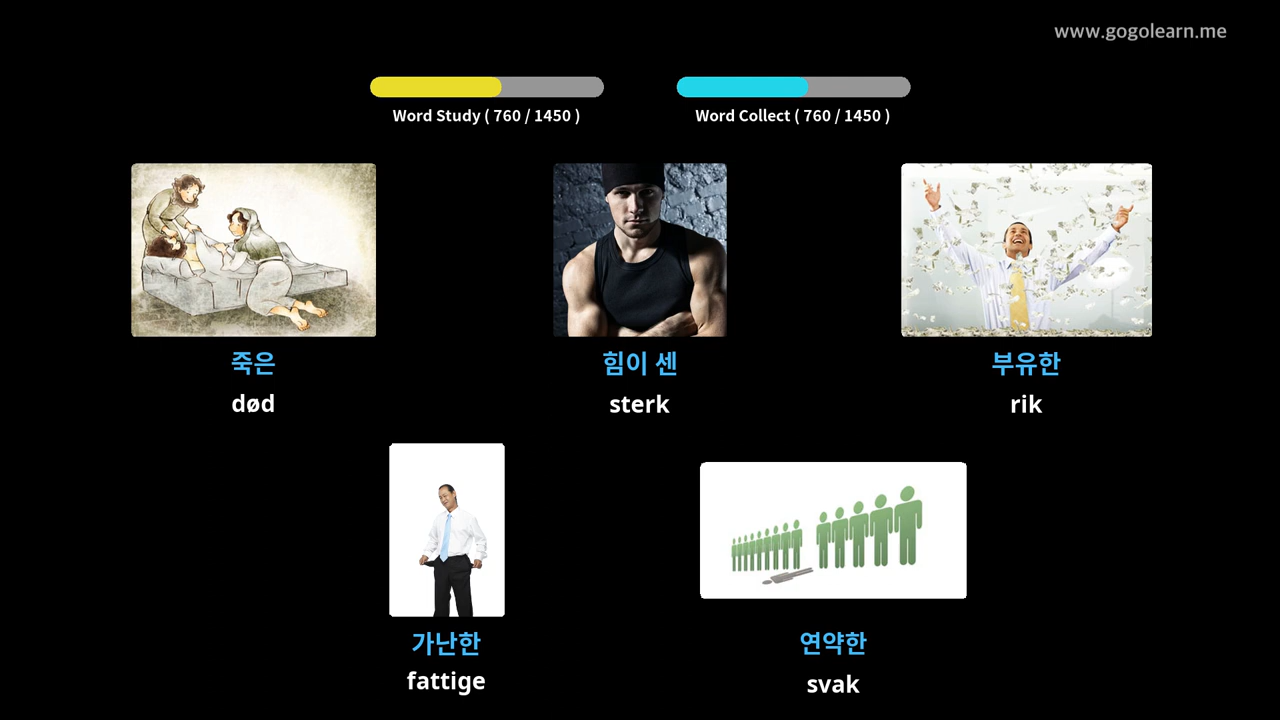 www.gogolearn.me
Word Study ( 760 / 1450 )
Word Collect ( 760 / 1450 )
죽은
død
힘이 센
sterk
부유한
rik
가난한
fattige
연약한
svak